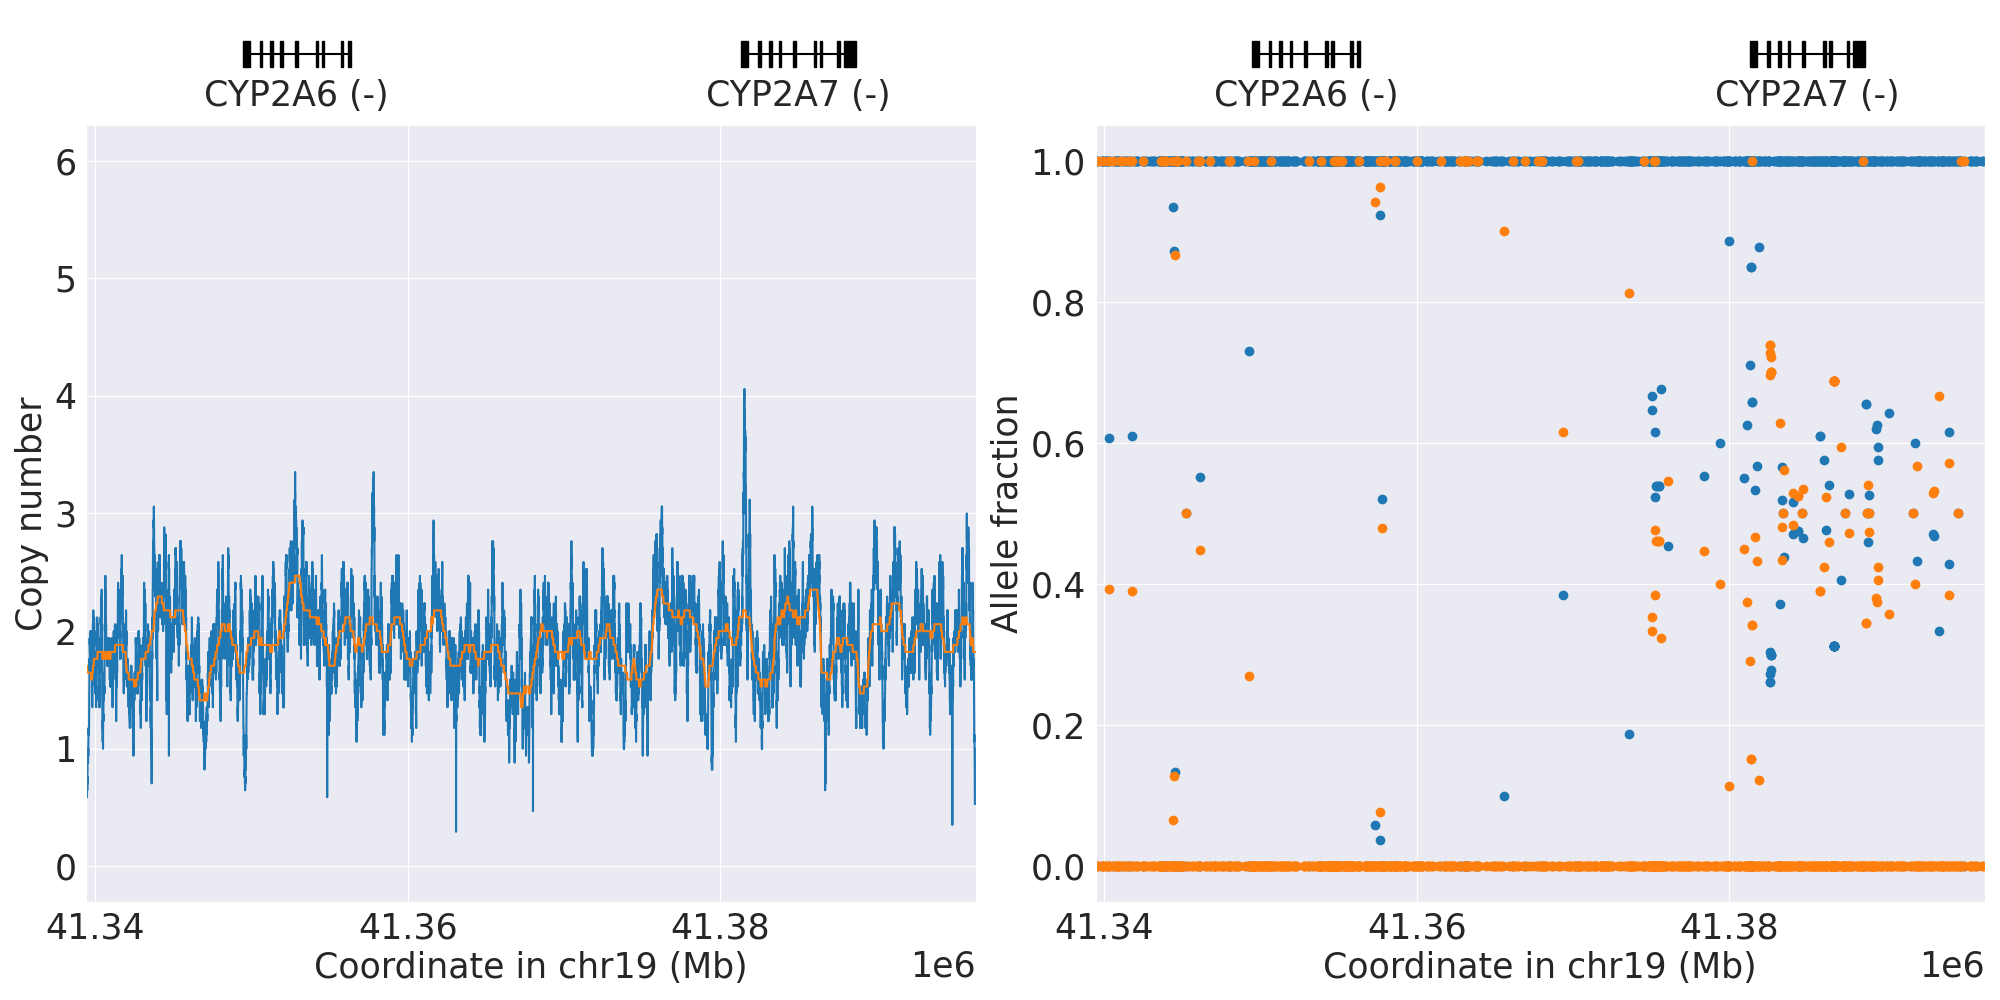 CYP2A6 (-)
CYP2A7 (-)
CYP2A6 (-)
CYP2A7 (-)
Copy number
6
5
4
3
2
1
0
41.34
41.36
41.38
Coordinate in chr19 (Mb)
1e6
Allele fraction
1.0
0.8
0.6
0.4
0.2
0.0
41.34
41.36
41.38
Coordinate in chr19 (Mb)
1e6